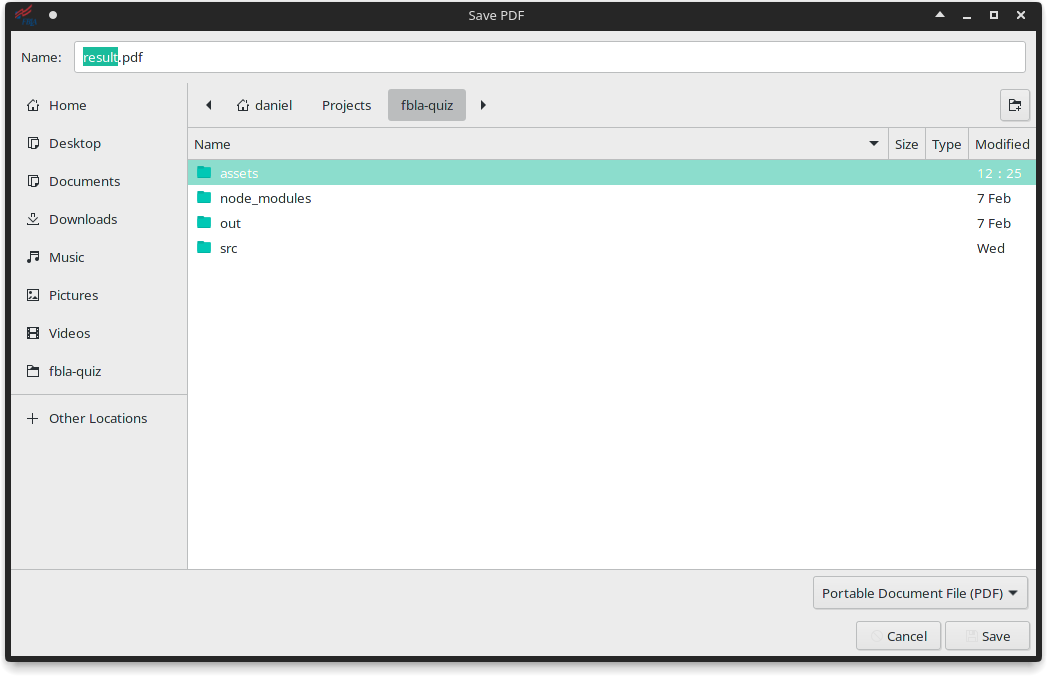 Save PDF
Name: result.pdf
Home
Desktop
Documents
Downloads
Music
Pictures
Videos
fbla-quiz
Other Locations
daniel Projects fbla-quiz
Name Size Type Modified
assets 12 : 25
node_modules 7 Feb
out 7 Feb
src Wed
Portable Document File (PDF)
Cancel Save